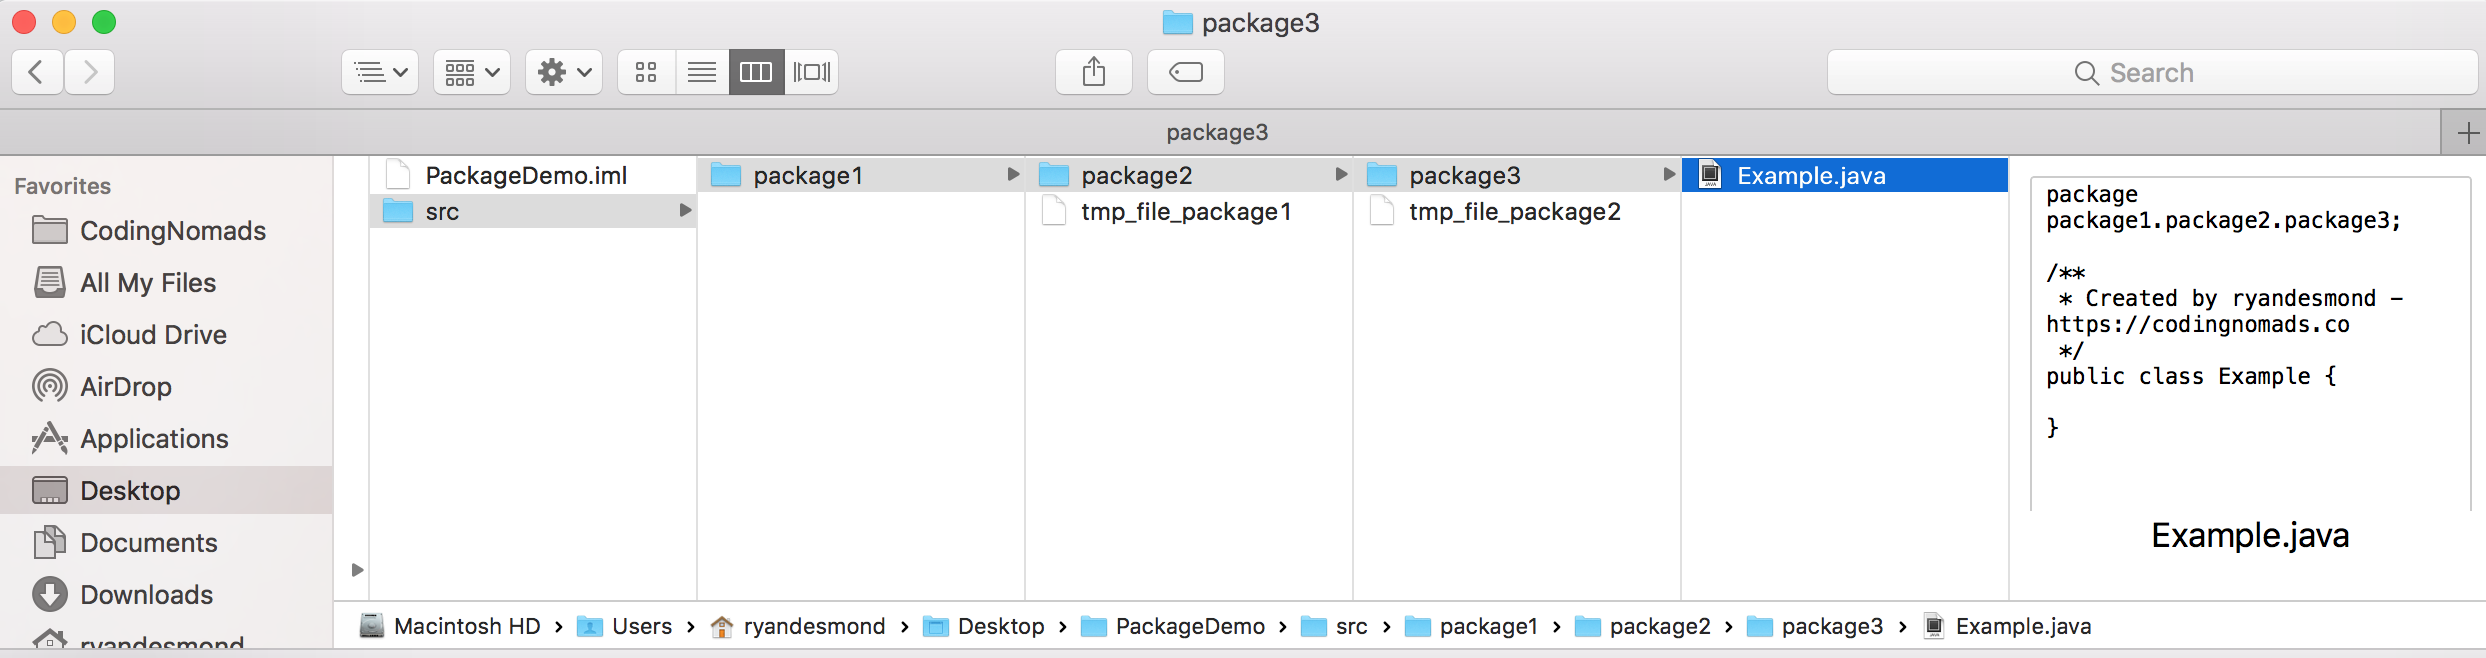 package3
Search
package3
Favorites
CodingNomads
All My Files
iCloud Drive
AirDrop
Applications
Desktop
Documents
Downloads
ryandesmond
PackageDemo.iml
src
package1
package2
tmp_file_package1
package3
tmp_file_package2
Example.java
package
package1.package2.package3;
/**
* Created by ryandesmond –
https://codingnomads.co
*/
public class Example {
}
Example.java
Macintosh HD › Users › ryandesmond › Desktop › PackageDemo › src › package1 › package2 › package3 › Example.java